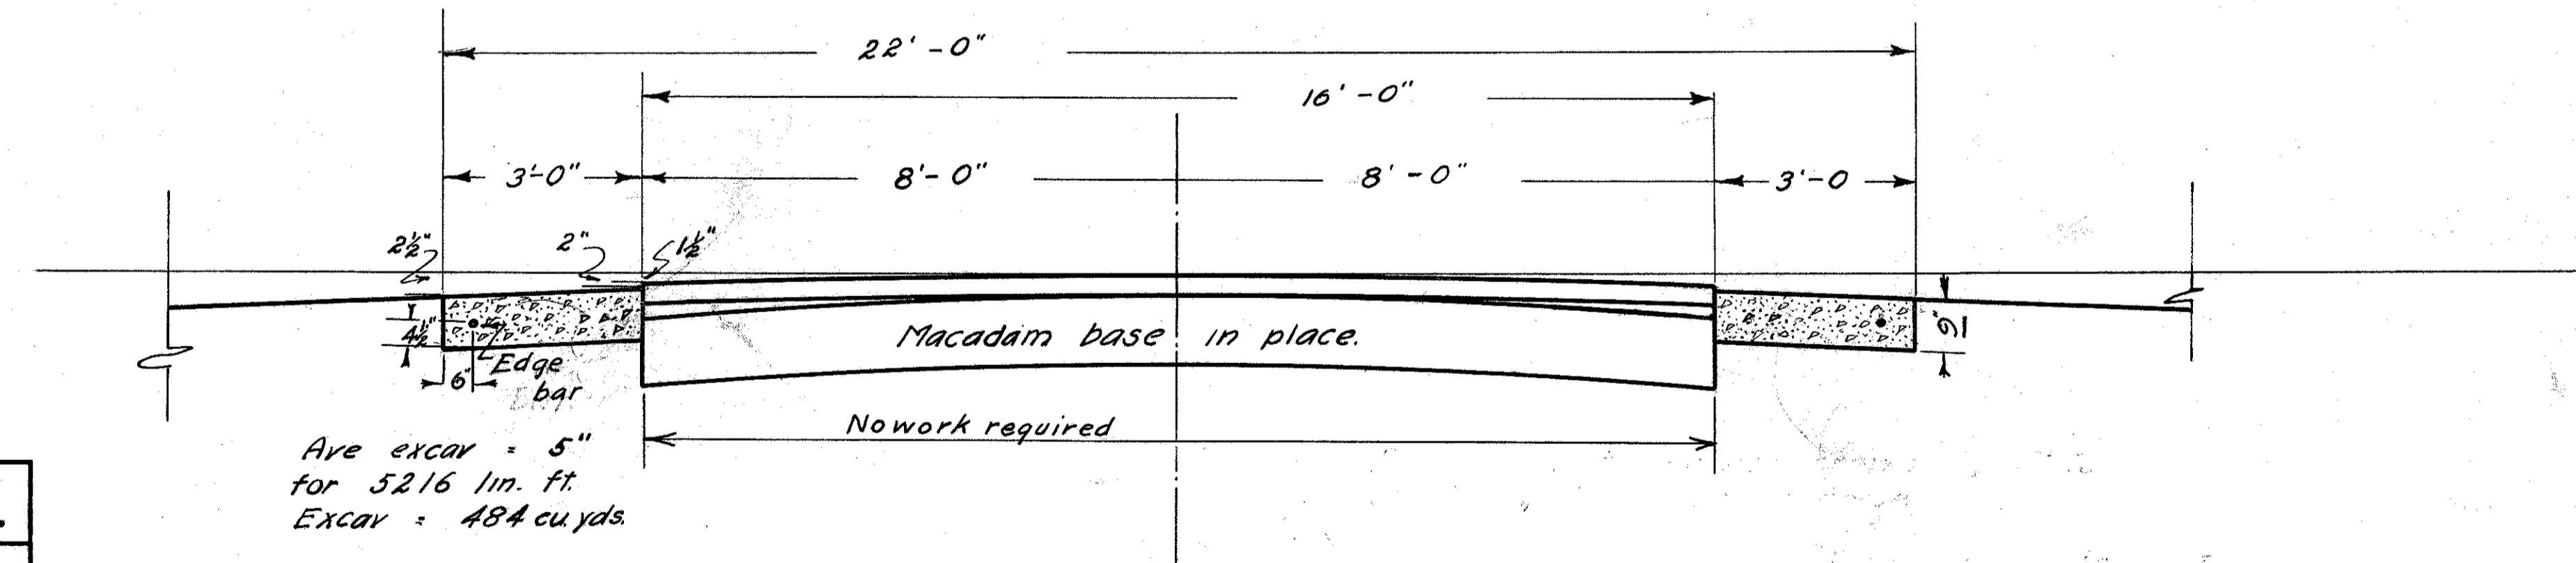 22'-0"
16'-0"
3'-0" 8'-0" 8'-0" 3'-0
2½" 2" 1½"
4½" 9"
Macadam base in place.
6" Edge
bar
No work required
Ave excav = 5"
for 5216 lin. ft.
Excav = 484 cu. yds.